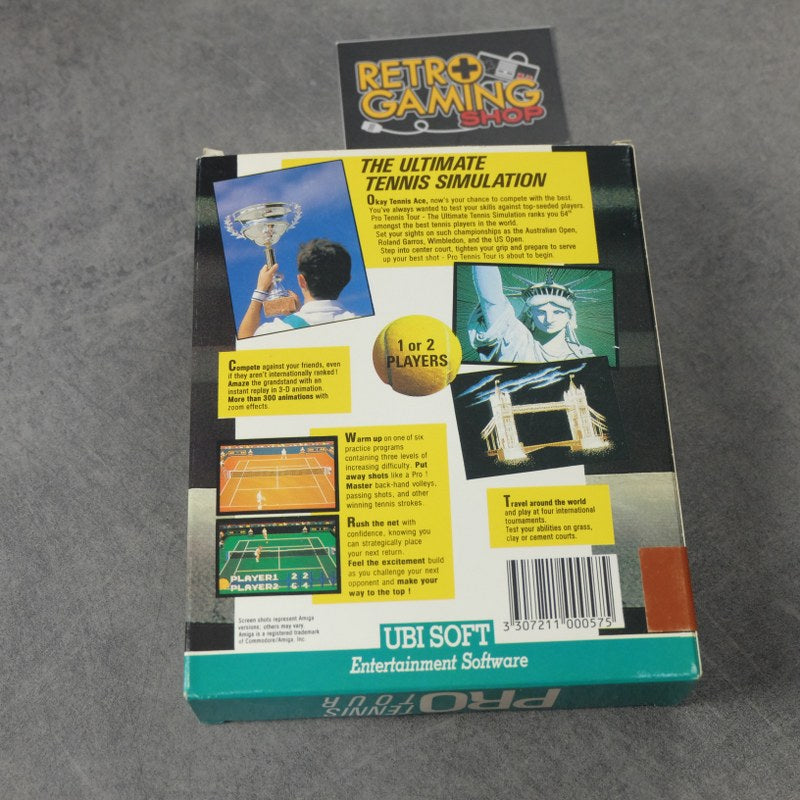 RETRO
GAMING
SHOP
THE ULTIMATE
TENNIS SIMULATION
Okay Tennis Ace, now's your chance to compete with the best.
You've always wanted to test your skills against top-seeded players.
Pro Tennis Tour - The Ultimate Tennis Simulation ranks you 64th
amongst the best tennis players in the world.
Set your sights on such championships as the Australian Open,
Roland Garros, Wimbledon, and the US Open.
Step into center court, tighten your grip and prepare to serve
up your best shot - Pro Tennis Tour is about to begin.
1 or 2
PLAYERS
Compete against your friends, even
if they aren't internationally ranked!
Amaze the grandstand with an
instant replay in 3-D animation.
More than 300 animations with
zoom effects.
Warm up on one of six
practice programs
containing three levels of
increasing difficulty. Put
away shots like a Pro !
Master back-hand volleys,
passing shots, and other
winning tennis strokes.
Rush the net with
confidence, knowing you
can strategically place
your next return.
Feel the excitement build
as you challenge your next
opponent and make your
way to the top !
PLAYER1 2 2
PLAYER2 6 4
Travel around the world
and play at four international
tournaments.
Test your abilities on grass,
clay or cement courts.
Screen shots represent Amiga
versions; others may vary.
Amiga is a registered trademark
of Commodore/Amiga, Inc.
3 307211 000575
UBI SOFT
Entertainment Software
PRO
TENNIS
TOUR